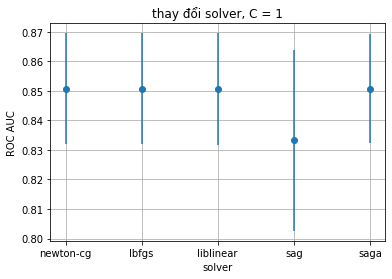 thay đổi solver, C = 1
ROC AUC
0.87
0.86
0.85
0.84
0.83
0.82
0.81
0.80
newton-cg lbfgs liblinear sag saga
solver